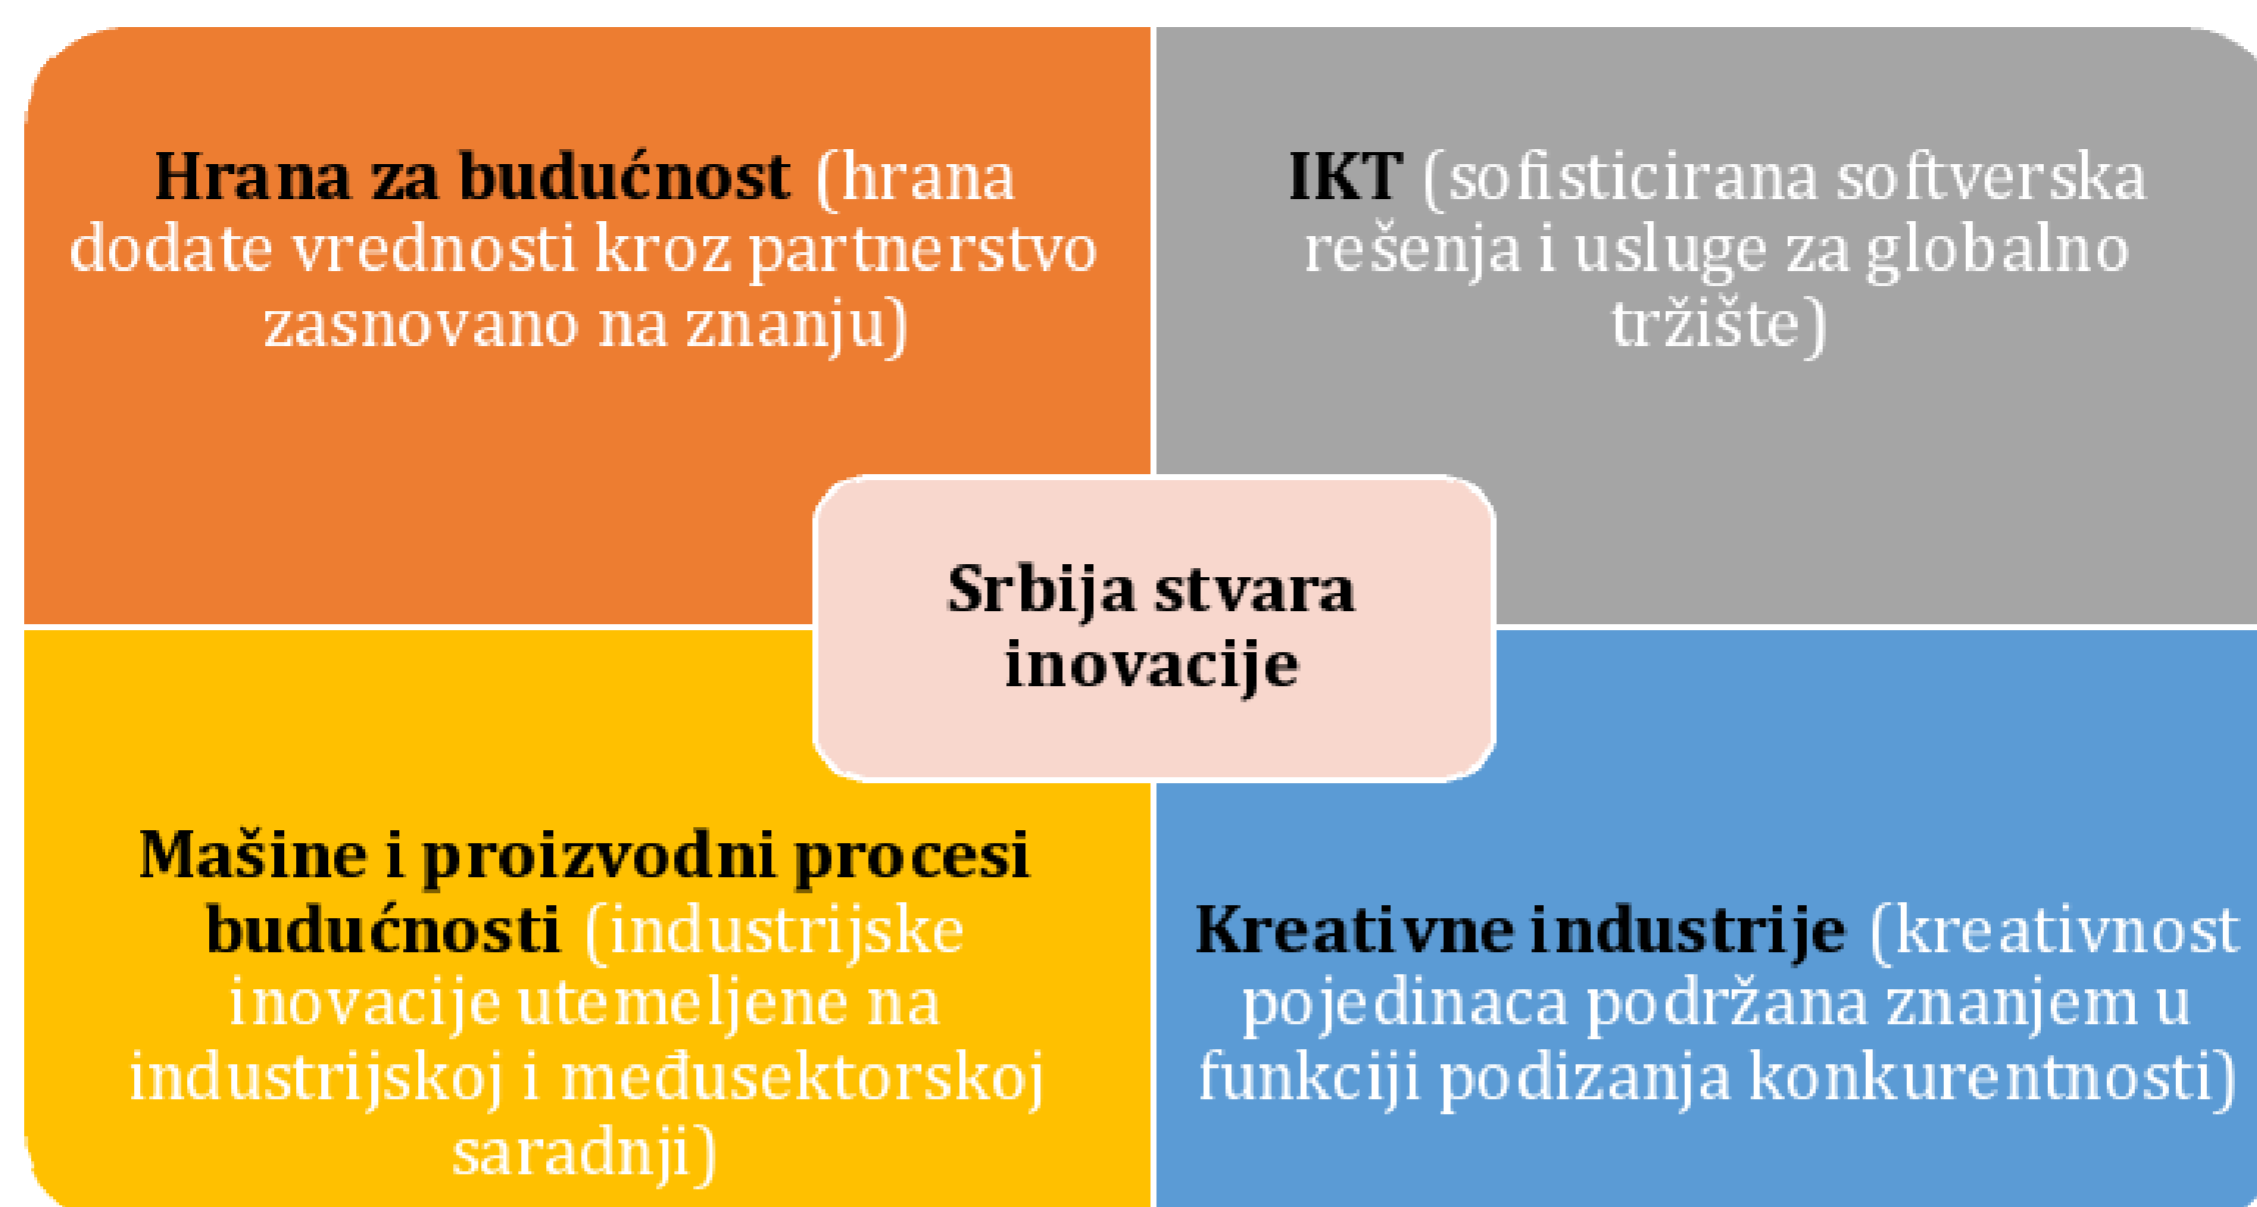 Hrana za budućnost (hrana
dodate vrednosti kroz partnerstvo
zasnovano na znanju)
IKT (sofisticirana softverska
rešenja i usluge za globalno
tržište)
Srbija stvara
inovacije
Mašine i proizvodni procesi
budućnosti (industrijske
inovacije utemeljene na
industrijskoj i međusektorskoj
saradnji)
Kreativne industrije (kreativnost
pojedinaca podržana znanjem u
funkciji podizanja konkurentnosti)